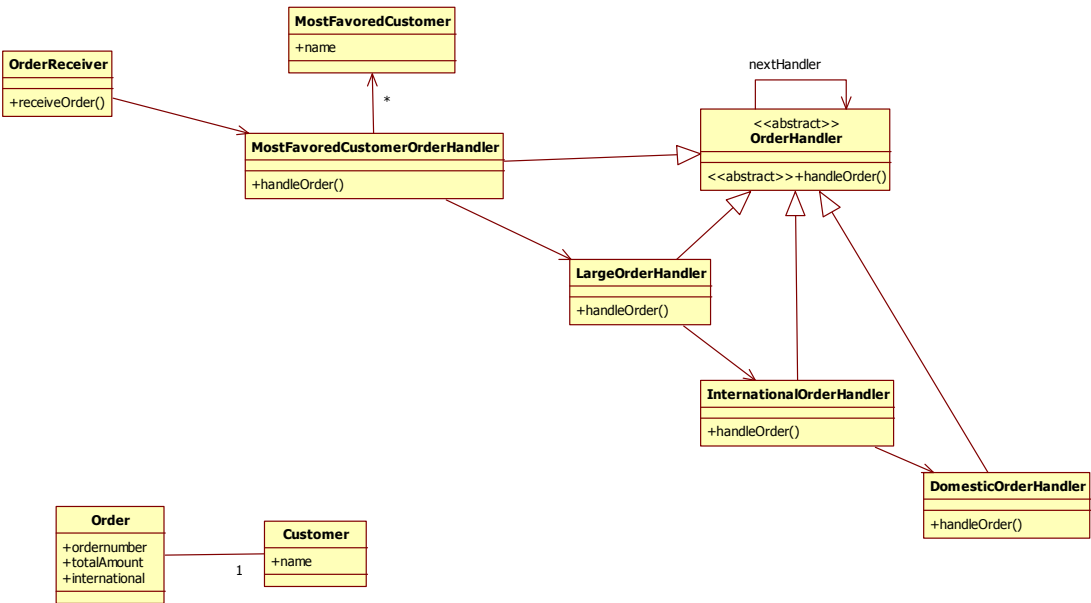 MostFavoredCustomer
+name
OrderReceiver
+receiveOrder()
*
nextHandler
<<abstract>>
OrderHandler
<<abstract>>+handleOrder()
MostFavoredCustomerOrderHandler
+handleOrder()
LargeOrderHandler
+handleOrder()
InternationalOrderHandler
+handleOrder()
DomesticOrderHandler
+handleOrder()
Order
+ordernumber
+totalAmount
+international
1
Customer
+name